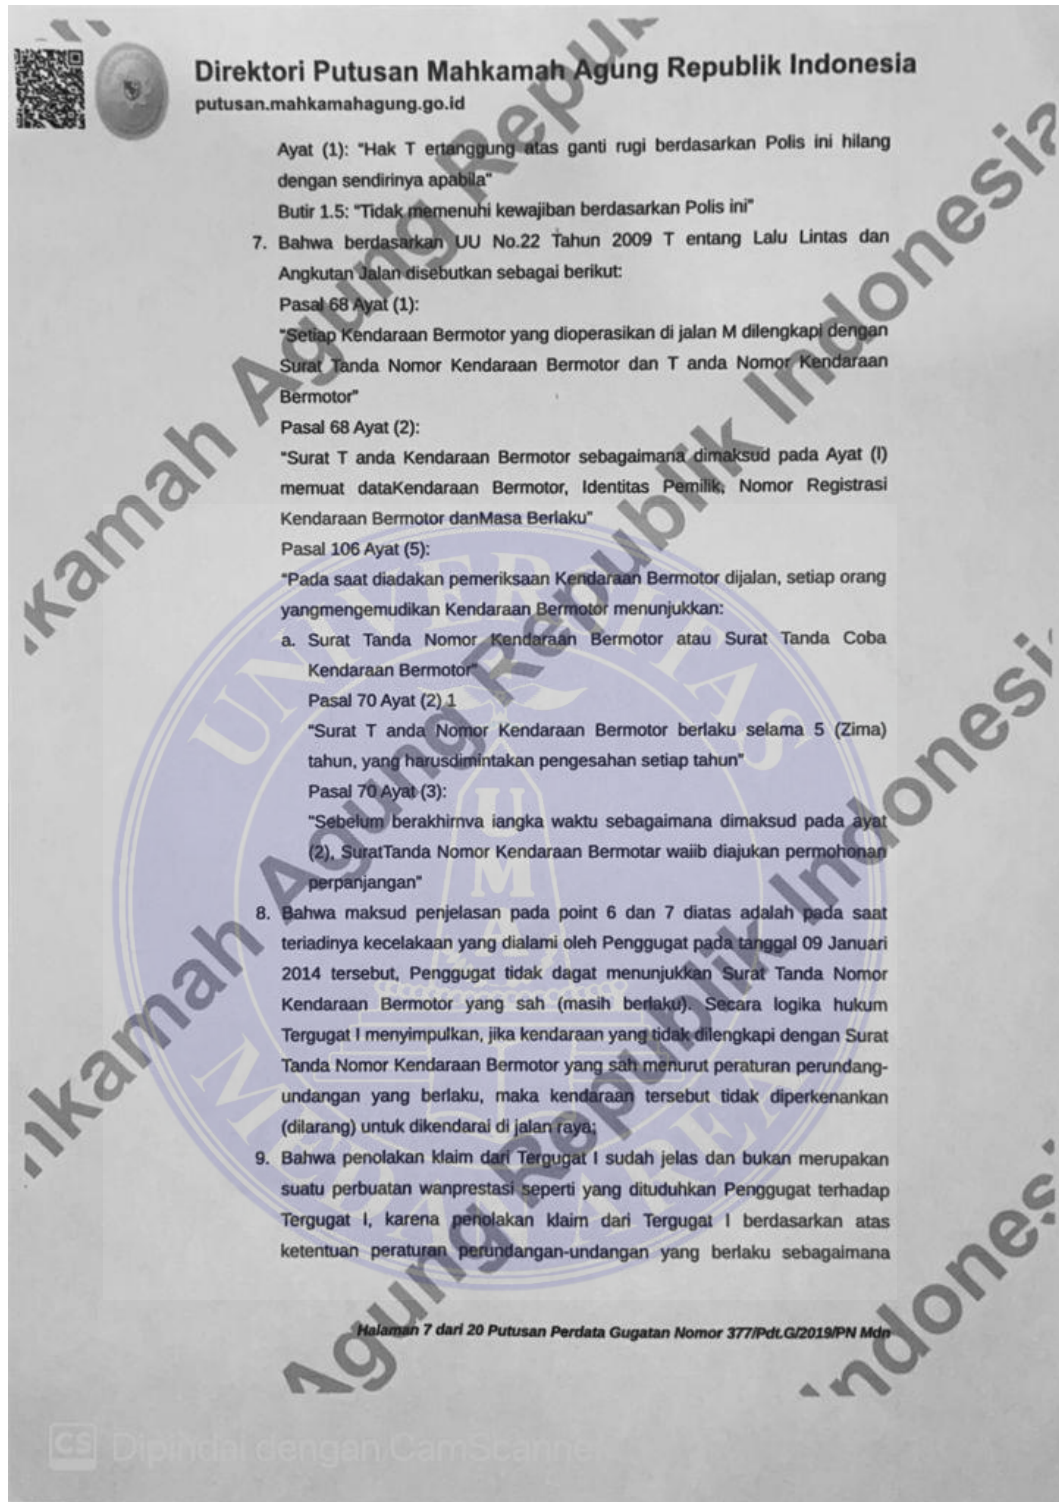 Direktori Putusan Mahkamah Agung Republik Indonesia
putusan.mahkamahagung.go.id
Ayat (1): "Hak T ertanggung atas ganti rugi berdasarkan Polis ini hilang
dengan sendirinya apabila"
Butir 1.5: "Tidak memenuhi kewajiban berdasarkan Polis ini"
7. Bahwa berdasarkan UU No.22 Tahun 2009 T entang Lalu Lintas dan
Angkutan Jalan disebutkan sebagai berikut:
Pasal 68 Ayat (1):
"Setiap Kendaraan Bermotor yang dioperasikan di jalan M dilengkapi dengan
Surat Tanda Nomor Kendaraan Bermotor dan T anda Nomor Kendaraan
Bermotor"
Pasal 68 Ayat (2):
"Surat T anda Kendaraan Bermotor sebagaimana dimaksud pada Ayat (I)
memuat dataKendaraan Bermotor, Identitas Pemilik, Nomor Registrasi
Kendaraan Bermotor danMasa Berlaku"
Pasal 106 Ayat (5):
"Pada saat diadakan pemeriksaan Kendaraan Bermotor dijalan, setiap orang
yangmengemudikan Kendaraan Bermotor menunjukkan:
a. Surat Tanda Nomor Kendaraan Bermotor atau Surat Tanda Coba
Kendaraan Bermotor"
Pasal 70 Ayat (2) 1
"Surat T anda Nomor Kendaraan Bermotor berlaku selama 5 (Zima)
tahun, yang harusdimintakan pengesahan setiap tahun"
Pasal 70 Ayat (3):
"Sebelum berakhirnva iangka waktu sebagaimana dimaksud pada ayat
(2), SuratTanda Nomor Kendaraan Bermotar waiib diajukan permohonan
perpanjangan"
8. Bahwa maksud penjelasan pada point 6 dan 7 diatas adalah pada saat
teriadinya kecelakaan yang dialami oleh Penggugat pada tanggal 09 Januari
2014 tersebut, Penggugat tidak dagat menunjukkan Surat Tanda Nomor
Kendaraan Bermotor yang sah (masih berlaku). Secara logika hukum
Tergugat I menyimpulkan, jika kendaraan yang tidak dilengkapi dengan Surat
Tanda Nomor Kendaraan Bermotor yang sah menurut peraturan perundang-
undangan yang berlaku, maka kendaraan tersebut tidak diperkenankan
(dilarang) untuk dikendarai di jalan raya;
9. Bahwa penolakan klaim dari Tergugat I sudah jelas dan bukan merupakan
suatu perbuatan wanprestasi seperti yang dituduhkan Penggugat terhadap
Tergugat I, karena penolakan klaim dari Tergugat I berdasarkan atas
ketentuan peraturan perundangan-undangan yang berlaku sebagaimana
Halaman 7 dari 20 Putusan Perdata Gugatan Nomor 377/Pdt.G/2019/PN Mdn
UNIVERSITAS
UMA
MEDAN AREA
CS Dipindai dengan CamScanner